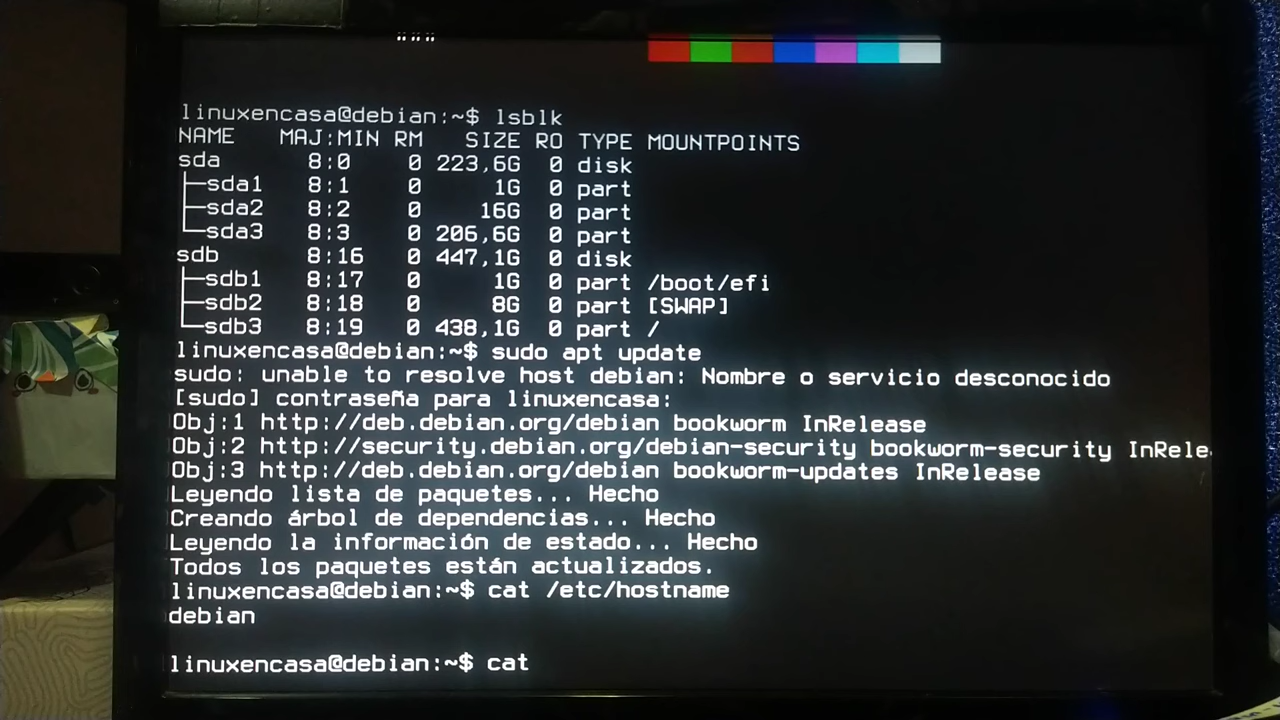 linuxencasa@debian:~$ lsblk
NAME MAJ:MIN RM SIZE RO TYPE MOUNTPOINTS
sda 8:0 0 223,6G 0 disk
├─sda1 8:1 0 1G 0 part
├─sda2 8:2 0 16G 0 part
└─sda3 8:3 0 206,6G 0 part
sdb 8:16 0 447,1G 0 disk
├─sdb1 8:17 0 1G 0 part /boot/efi
├─sdb2 8:18 0 8G 0 part [SWAP]
└─sdb3 8:19 0 438,1G 0 part /
linuxencasa@debian:~$ sudo apt update
sudo: unable to resolve host debian: Nombre o servicio desconocido
[sudo] contraseña para linuxencasa:
Obj:1 http://deb.debian.org/debian bookworm InRelease
Obj:2 http://security.debian.org/debian-security bookworm-security InRele
Obj:3 http://deb.debian.org/debian bookworm-updates InRelease
Leyendo lista de paquetes... Hecho
Creando árbol de dependencias... Hecho
Leyendo la información de estado... Hecho
Todos los paquetes están actualizados.
linuxencasa@debian:~$ cat /etc/hostname
debian
linuxencasa@debian:~$ cat